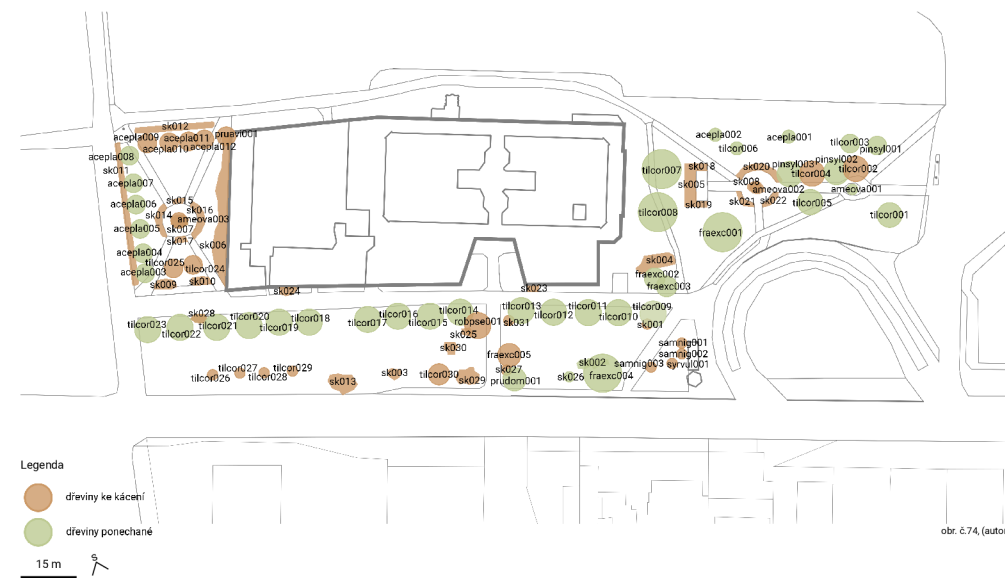 sk012
acepla009
acepla011
pruavi001
acepla010
acepla012
acepla008
sk011
acepla007
acepla006
sk015
sk014
sk016
ameova003
acepla005
sk007
sk017
sk006
acepla004
tilcor025
tilcor024
acepla003
sk009
sk010
sk024
sk023
acepla002
acepla001
tilcor006
tilcor003
pinsyl001
tilcor007
sk018
sk020
pinsyl003
pinsyl002
tilcor002
tilcor004
sk005
sk008
ameova002
ameova001
sk019
sk021
sk022
tilcor005
tilcor008
tilcor001
fraexc001
sk004
fraexc002
fraexc003
tilcor023
sk028
tilcor022
tilcor021
tilcor020
tilcor019
tilcor018
tilcor017
tilcor016
tilcor015
tilcor014
robpse001
sk025
tilcor013
sk031
tilcor012
tilcor011
tilcor010
tilcor009
sk001
sk030
fraexc005
samnig001
samnig002
samnig003
syrvul001
tilcor026
tilcor027
tilcor028
tilcor029
sk013
sk003
tilcor030
sk029
sk027
prudom001
sk002
sk026
fraexc004
Legenda
dřeviny ke kácení
dřeviny ponechané
obr. č.74, (autor
15 m
S